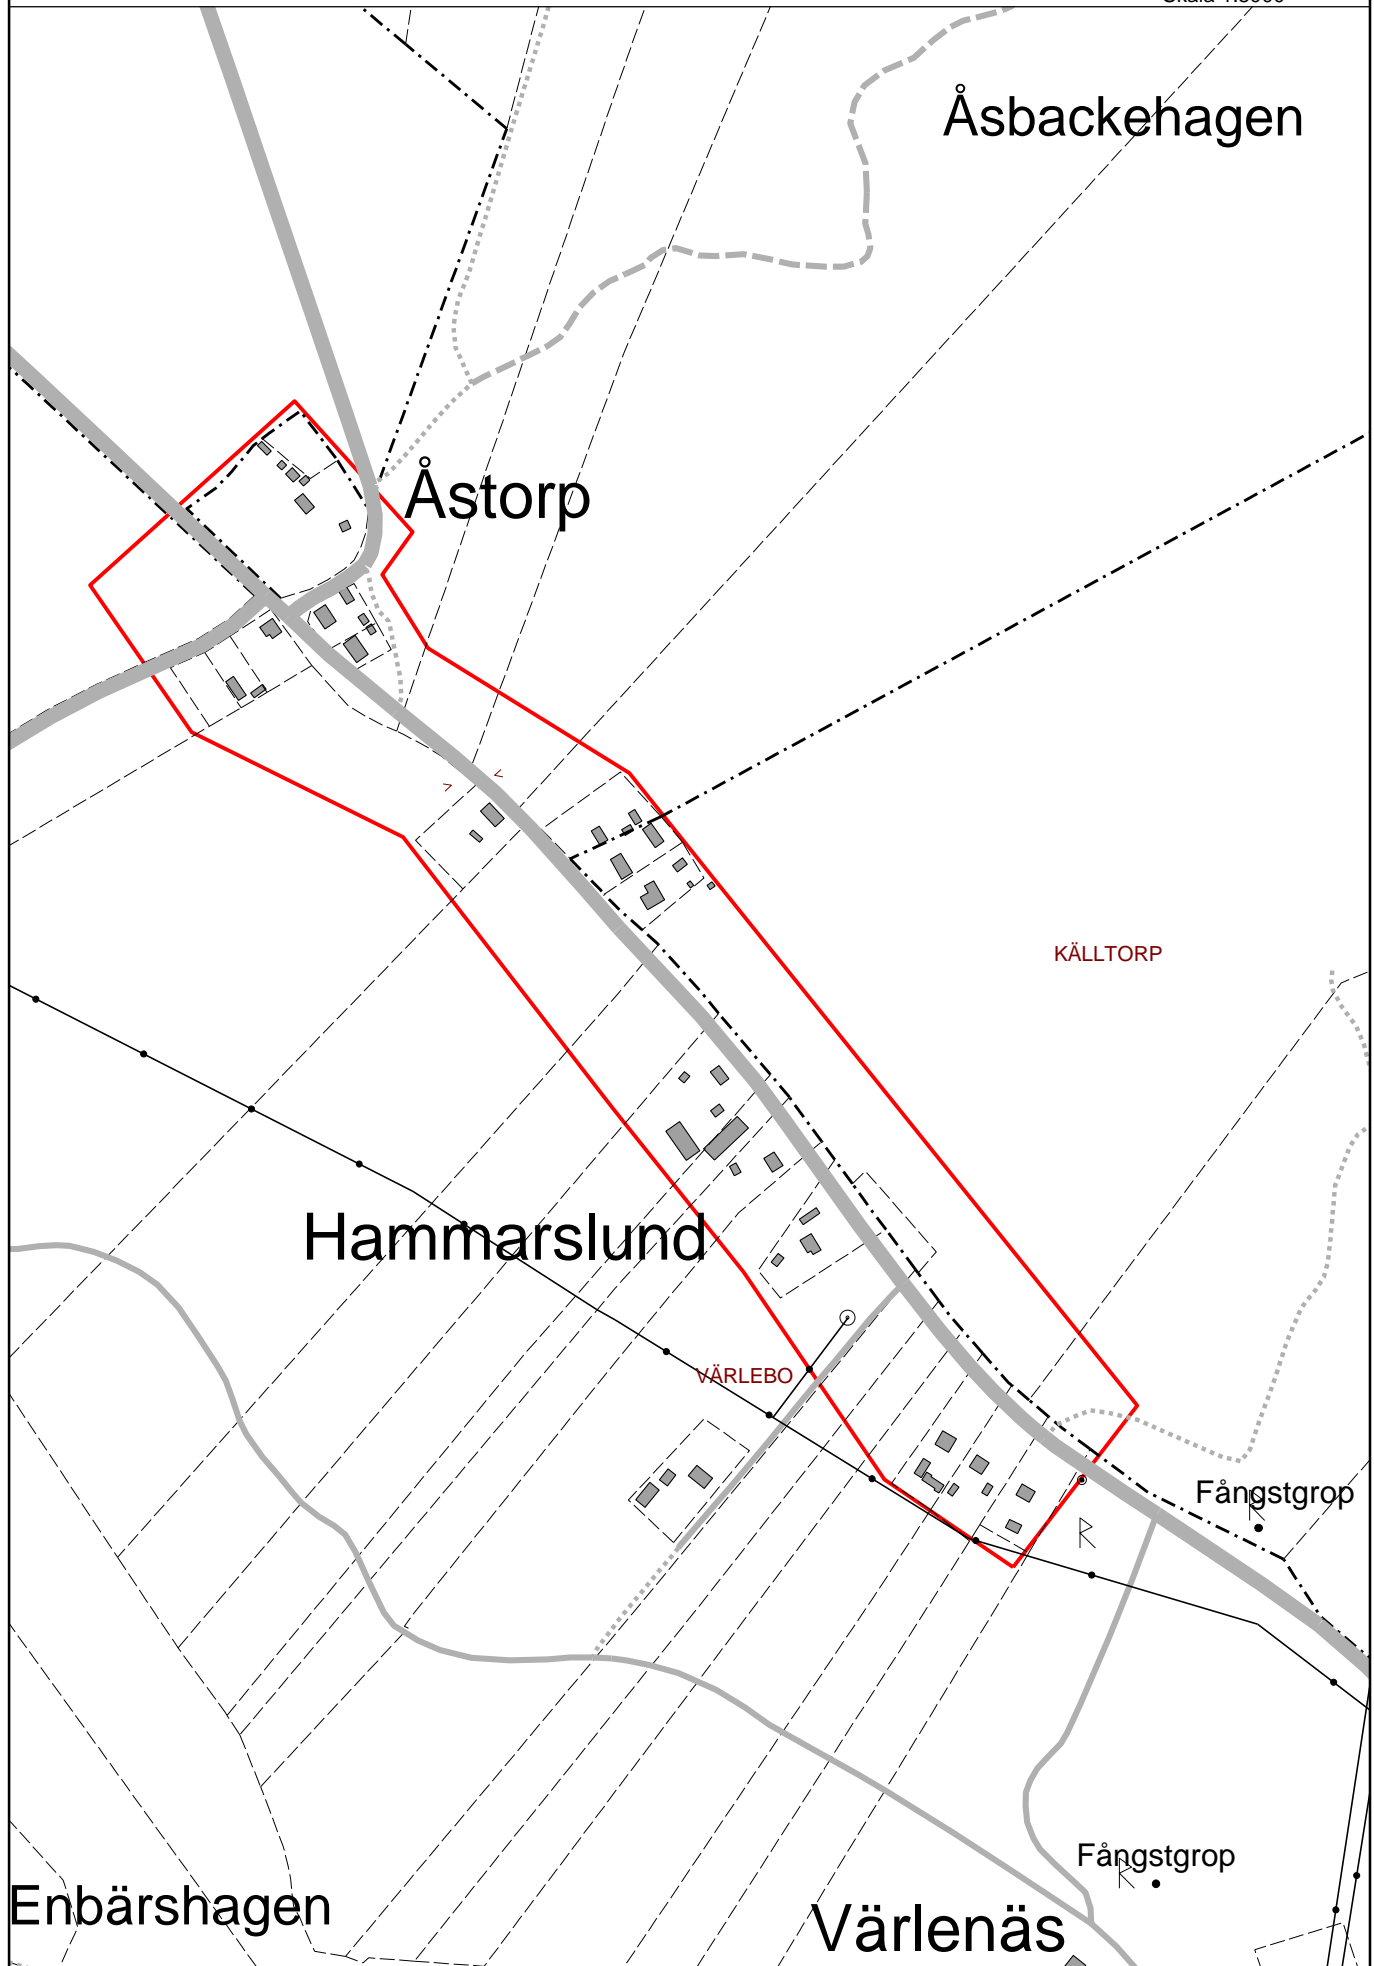 Åsbackehagen
Åstorp
KÄLLTORP
Hammarslund
VÄRLEBO
Fångstgrop
R
R
Fångstgrop
R
Enbärshagen
Värlenäs